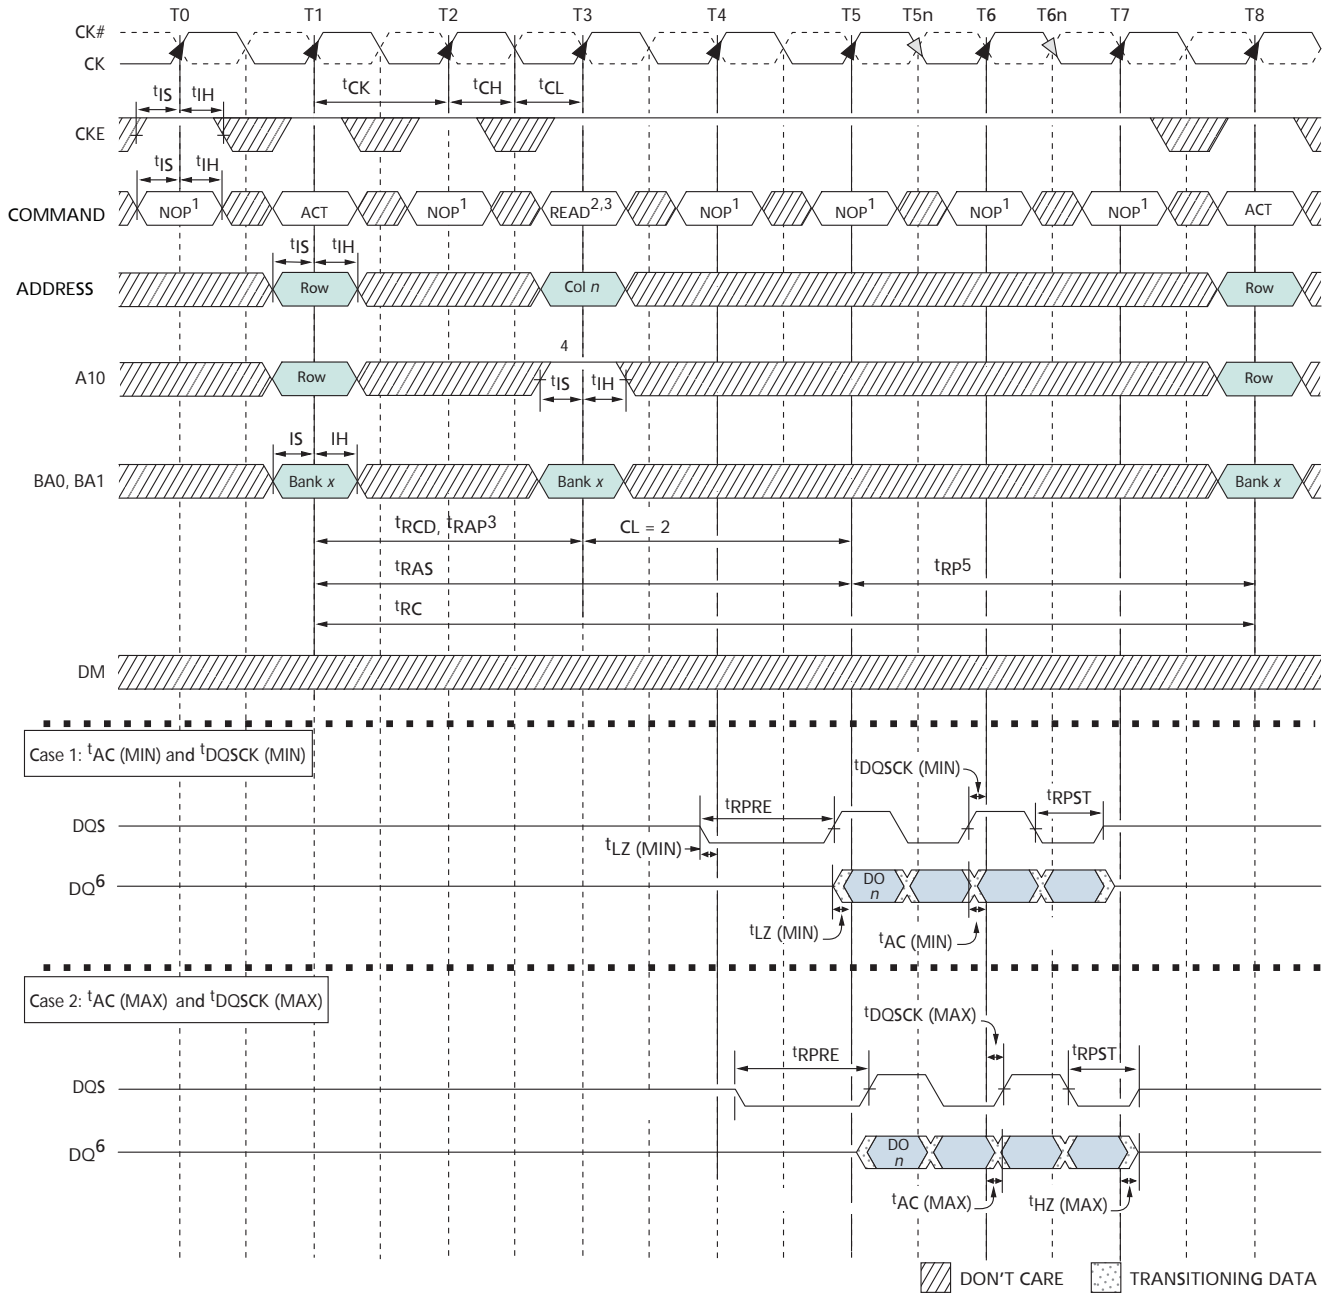 T0 T1 T2 T3 T4 T5 T5n T6 T6n T7 T8
CK#
CK
tCK tCH tCL
tIS tIH
CKE
tIS tIH
COMMAND NOP1 ACT NOP1 READ2,3 NOP1 NOP1 NOP1 NOP1 ACT
tIS tIH
ADDRESS Row Col n Row
4
A10 Row tIS tIH Row
IS IH
BA0, BA1 Bank x Bank x Bank x
tRCD, tRAP3 CL = 2
tRAS tRP5
tRC
DM
Case 1: tAC (MIN) and tDQSCK (MIN)
tDQSCK (MIN)
tRPRE tRPST
DQS
tLZ (MIN)
DQ6 DO n
tLZ (MIN) tAC (MIN)
Case 2: tAC (MAX) and tDQSCK (MAX)
tDQSCK (MAX)
tRPRE tRPST
DQS
DQ6 DO n
tAC (MAX) tHZ (MAX)
DON'T CARE TRANSITIONING DATA